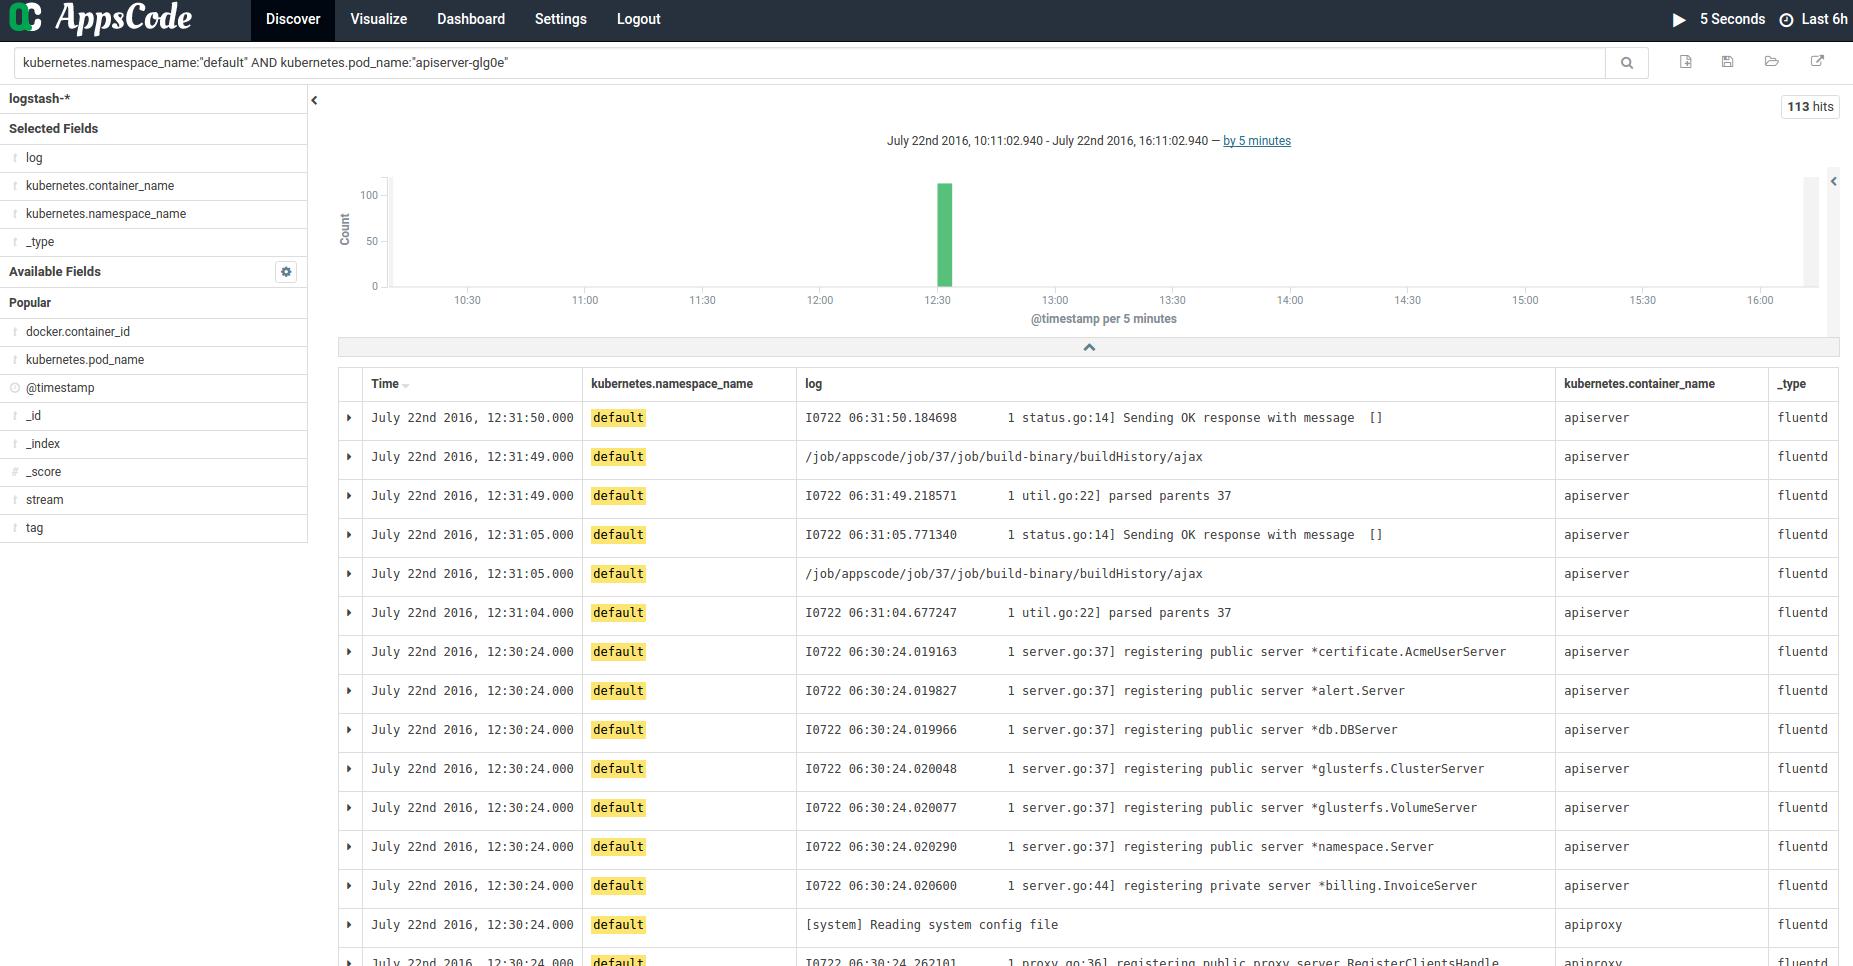 AppsCode Discover Visualize Dashboard Settings Logout 5 Seconds Last 6h
kubernetes.namespace_name:"default" AND kubernetes.pod_name:"apiserver-glg0e"
logstash-*
Selected Fields
t log
t kubernetes.container_name
t kubernetes.namespace_name
t _type
Available Fields
Popular
t docker.container_id
t kubernetes.pod_name
@timestamp
t _id
t _index
# _score
t stream
t tag
113 hits
July 22nd 2016, 10:11:02.940 - July 22nd 2016, 16:11:02.940 — by 5 minutes
Count
100
50
0
10:30 11:00 11:30 12:00 12:30 13:00 13:30 14:00 14:30 15:00 15:30 16:00
@timestamp per 5 minutes
Time kubernetes.namespace_name log kubernetes.container_name _type
July 22nd 2016, 12:31:50.000 default I0722 06:31:50.184698 1 status.go:14] Sending OK response with message [] apiserver fluentd
July 22nd 2016, 12:31:49.000 default /job/appscode/job/37/job/build-binary/buildHistory/ajax apiserver fluentd
July 22nd 2016, 12:31:49.000 default I0722 06:31:49.218571 1 util.go:22] parsed parents 37 apiserver fluentd
July 22nd 2016, 12:31:05.000 default I0722 06:31:05.771340 1 status.go:14] Sending OK response with message [] apiserver fluentd
July 22nd 2016, 12:31:05.000 default /job/appscode/job/37/job/build-binary/buildHistory/ajax apiserver fluentd
July 22nd 2016, 12:31:04.000 default I0722 06:31:04.677247 1 util.go:22] parsed parents 37 apiserver fluentd
July 22nd 2016, 12:30:24.000 default I0722 06:30:24.019163 1 server.go:37] registering public server *certificate.AcmeUserServer apiserver fluentd
July 22nd 2016, 12:30:24.000 default I0722 06:30:24.019827 1 server.go:37] registering public server *alert.Server apiserver fluentd
July 22nd 2016, 12:30:24.000 default I0722 06:30:24.019966 1 server.go:37] registering public server *db.DBServer apiserver fluentd
July 22nd 2016, 12:30:24.000 default I0722 06:30:24.020048 1 server.go:37] registering public server *glusterfs.ClusterServer apiserver fluentd
July 22nd 2016, 12:30:24.000 default I0722 06:30:24.020077 1 server.go:37] registering public server *glusterfs.VolumeServer apiserver fluentd
July 22nd 2016, 12:30:24.000 default I0722 06:30:24.020290 1 server.go:37] registering public server *namespace.Server apiserver fluentd
July 22nd 2016, 12:30:24.000 default I0722 06:30:24.020600 1 server.go:44] registering private server *billing.InvoiceServer apiserver fluentd
July 22nd 2016, 12:30:24.000 default [system] Reading system config file apiproxy fluentd
July 22nd 2016, 12:30:24.000 default I0722 06:30:24.262101 1 proxy.go:36] registering public proxy server RegisterClientsHandle apiproxy fluentd